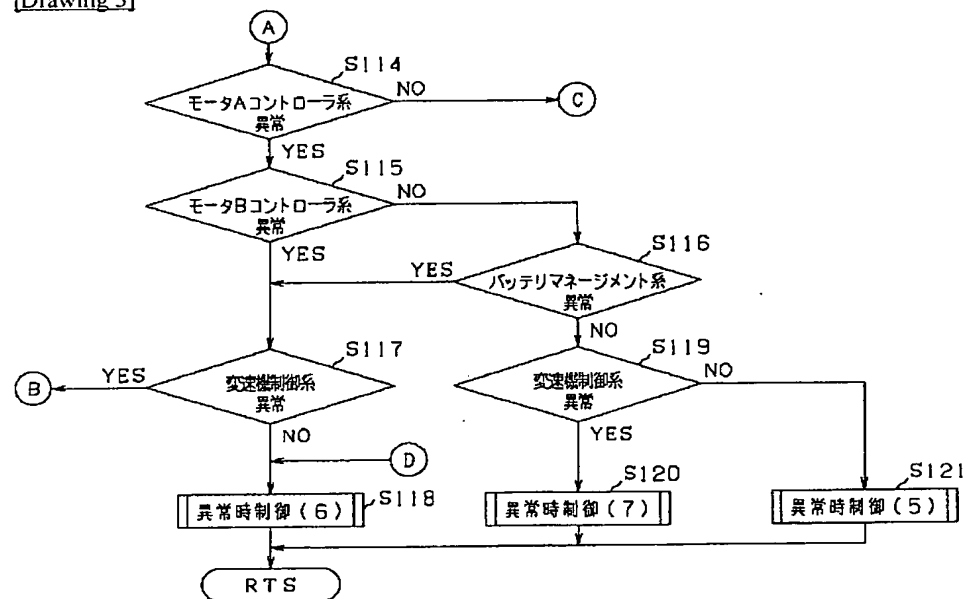 [Drawing 5]
A
S114
モータAコントローラ系
異常
NO
C
YES
S115
モータBコントローラ系
異常
NO
YES
S116
バッテリマネージメント系
異常
YES
NO
S117
変速機制御系
異常
YES
B
NO
S119
変速機制御系
異常
NO
YES
D
異常時制御(6)
S118
S120
異常時制御(7)
S121
異常時制御(5)
RTS